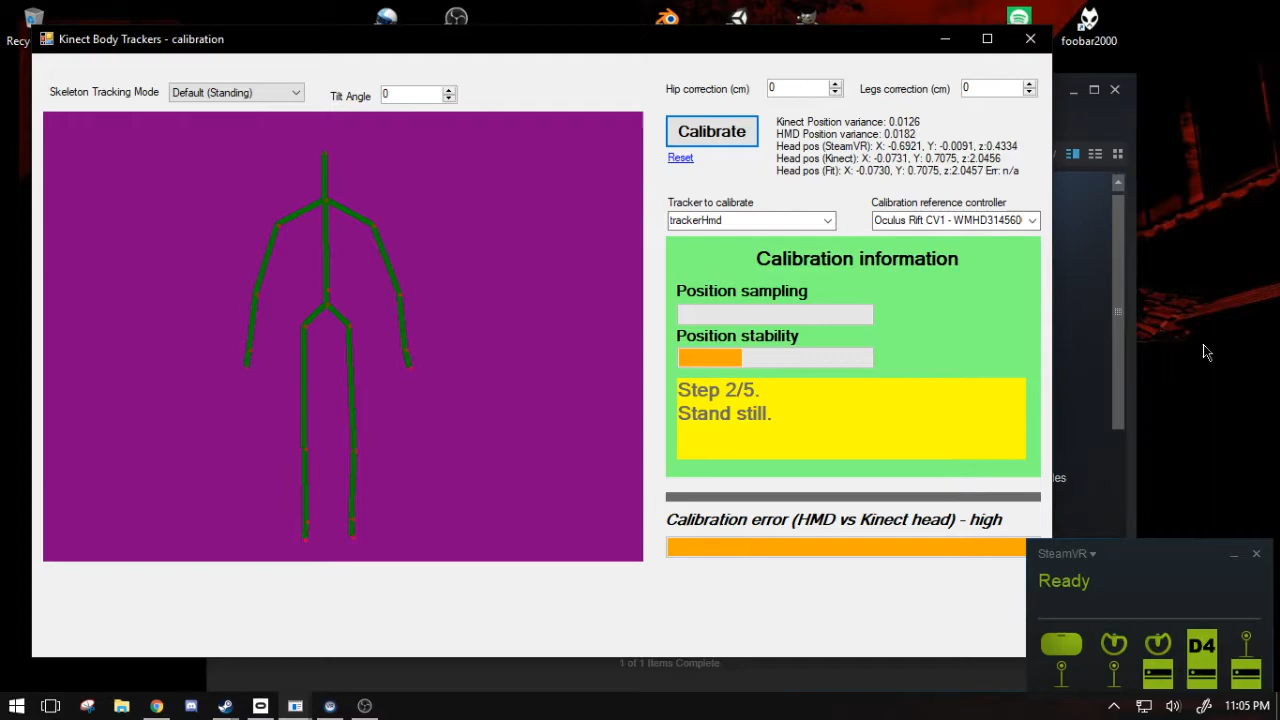 Recy
foobar2000
Kinect Body Trackers - calibration
Skeleton Tracking Mode
Default (Standing)
Tilt Angle
0
Hip correction (cm)
0
Legs correction (cm)
0
Calibrate
Reset
Kinect Position variance: 0.0126
HMD Position variance: 0.0182
Head pos (SteamVR): X: -0.6921, Y: -0.0091, z:0.4334
Head pos (Kinect): X: -0.0731, Y: 0.7075, z:2.0456
Head pos (Fit): X: -0.0730, Y: 0.7075, z:2.0457 Err: n/a
Tracker to calibrate
trackerHmd
Calibration reference controller
Oculus Rift CV1 - WMHD314560
Calibration information
Position sampling
Position stability
Step 2/5.
Stand still.
les
Calibration error (HMD vs Kinect head) - high
SteamVR
Ready
D4
1 of 1 Items Complete
11:05 PM